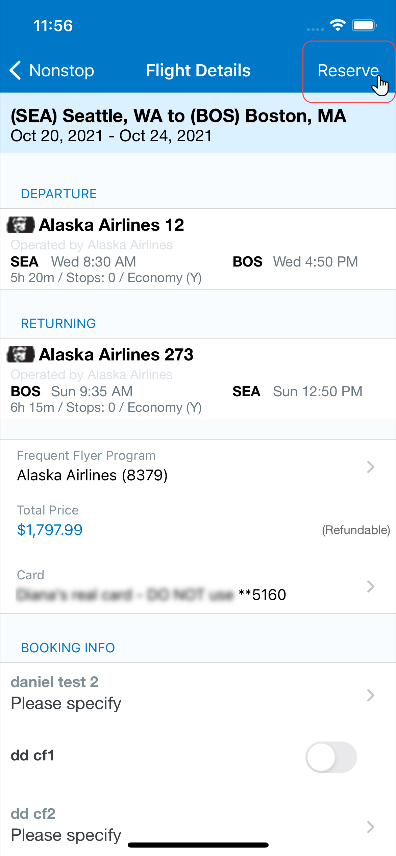 11:56
Nonstop Flight Details Reserve
(SEA) Seattle, WA to (BOS) Boston, MA
Oct 20, 2021 - Oct 24, 2021
DEPARTURE
Alaska Airlines 12
Operated by Alaska Airlines
SEA Wed 8:30 AM BOS Wed 4:50 PM
5h 20m / Stops: 0 / Economy (Y)
RETURNING
Alaska Airlines 273
Operated by Alaska Airlines
BOS Sun 9:35 AM SEA Sun 12:50 PM
6h 15m / Stops: 0 / Economy (Y)
Frequent Flyer Program
Alaska Airlines (8379)
Total Price
$1,797.99 (Refundable)
Card
**5160
BOOKING INFO
daniel test 2
Please specify
dd cf1
dd cf2
Please specify